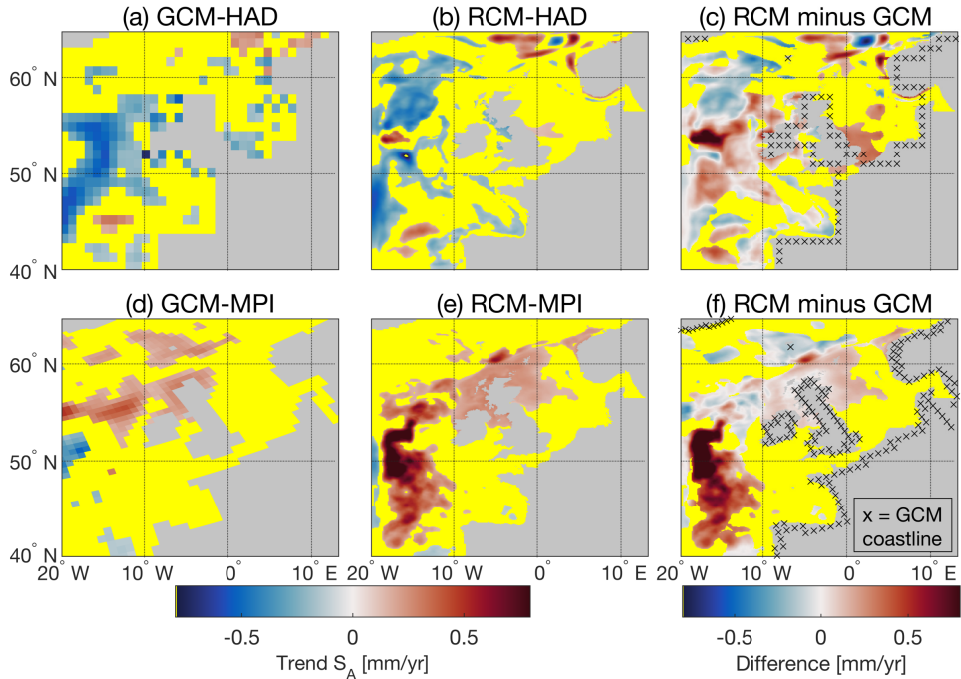 (a) GCM-HAD
(b) RCM-HAD
(c) RCM minus GCM
60° N
50° N
40° N
(d) GCM-MPI
(e) RCM-MPI
(f) RCM minus GCM
60° N
50° N
40° N
x = GCM
coastline
20° W 10° W 0° 10° E
20° W 10° W 0° 10° E
20° W 10° W 0° 10° E
-0.5 0 0.5
Trend S_A [mm/yr]
-0.5 0 0.5
Difference [mm/yr]